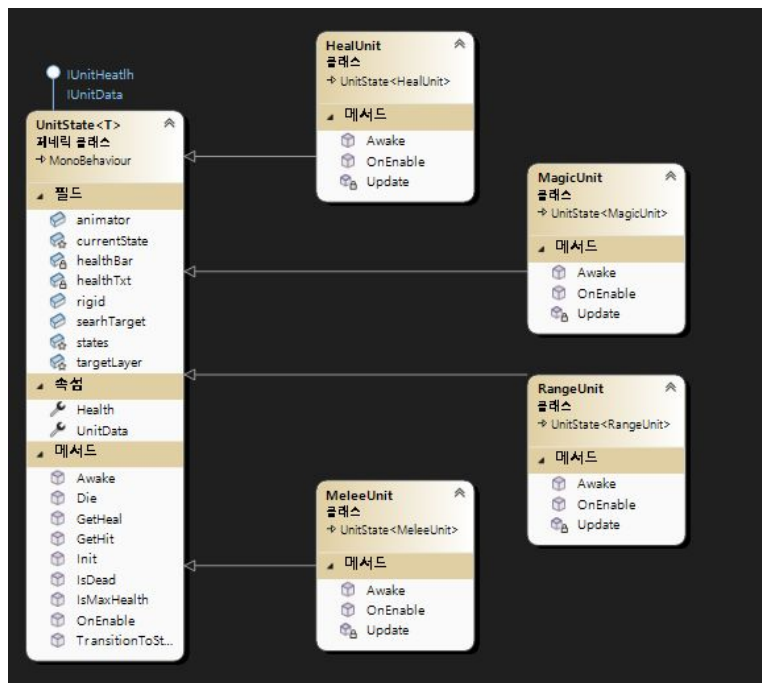 IUnitHeatlh
IUnitData
UnitState<T>
제네릭 클래스
MonoBehaviour
필드
animator
currentState
healthBar
healthTxt
rigid
searhTarget
states
targetLayer
속성
Health
UnitData
메서드
Awake
Die
GetHeal
GetHit
Init
IsDead
IsMaxHealth
OnEnable
TransitionToSt...
HealUnit
클래스
UnitState<HealUnit>
메서드
Awake
OnEnable
Update
MagicUnit
클래스
UnitState<MagicUnit>
메서드
Awake
OnEnable
Update
RangeUnit
클래스
UnitState<RangeUnit>
메서드
Awake
OnEnable
Update
MeleeUnit
클래스
UnitState<MeleeUnit>
메서드
Awake
OnEnable
Update